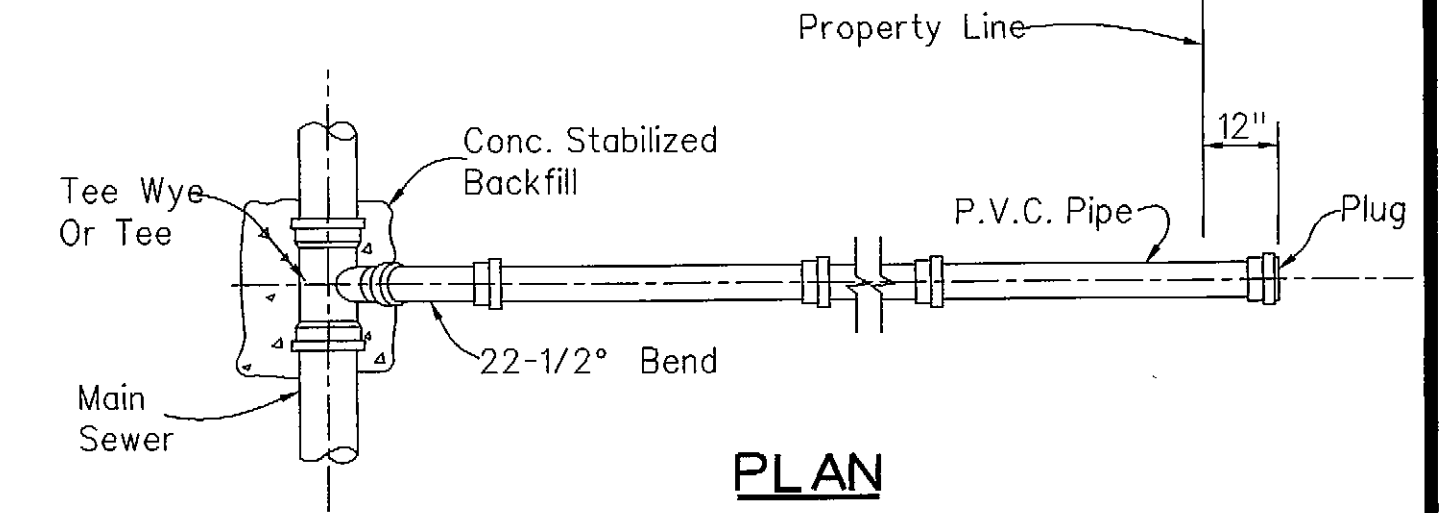 Property Line
12"
Conc. Stabilized
Backfill
Tee Wye
Or Tee
P.V.C. Pipe
Plug
22-1/2° Bend
Main
Sewer
PLAN